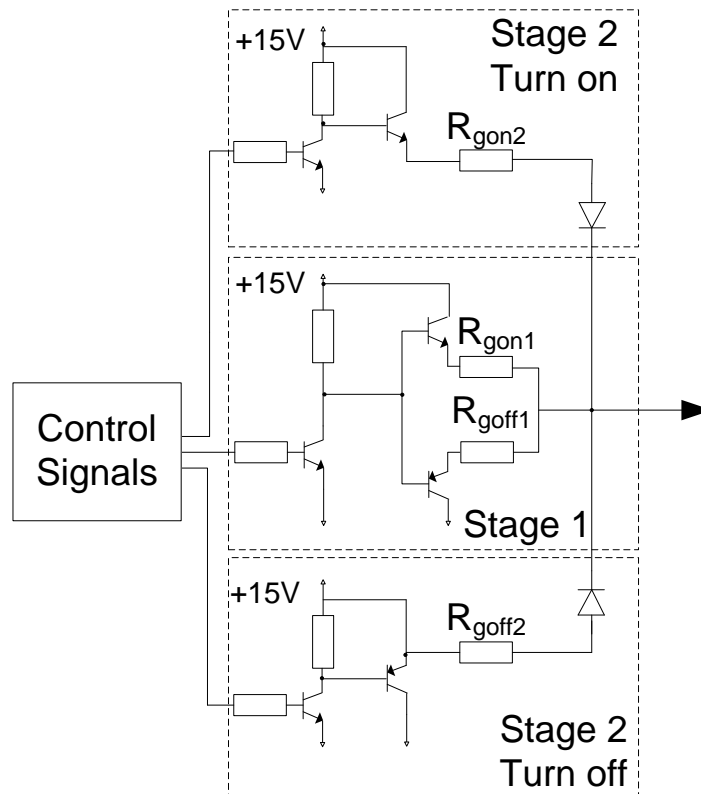 +15V
Stage 2
Turn on
Rgon2
+15V
Rgon1
Rgoff1
Control
Signals
Stage 1
+15V
Rgoff2
Stage 2
Turn off